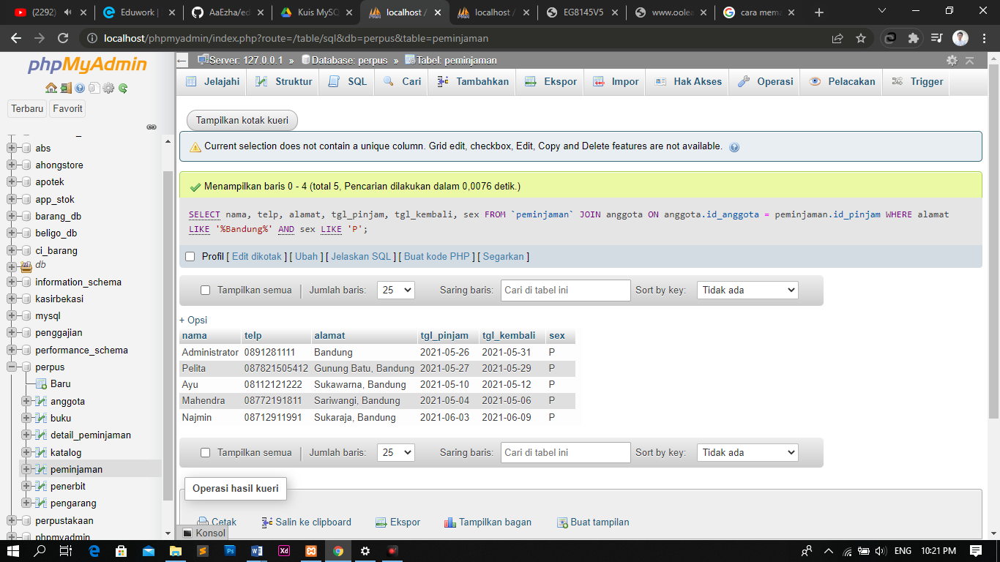 (2292)
Eduwork |
AaEzha/ed
Kuis MySQ
localhost /
localhost /
EG8145V5
www.oolea
cara mema
localhost/phpmyadmin/index.php?route=/table/sql&db=perpus&table=peminjaman
phpMyAdmin
Terbaru
Favorit
abs
ahongstore
apotek
app_stok
barang_db
beligo_db
ci_barang
db
information_schema
kasirbekasi
mysql
penggajian
performance_schema
perpus
Baru
anggota
buku
detail_peminjaman
katalog
peminjaman
penerbit
pengarang
perpustakaan
phpmyadmin
Server: 127.0.0.1 » Database: perpus » Tabel: peminjaman
Jelajahi Struktur SQL Cari Tambahkan Ekspor Impor Hak Akses Operasi Pelacakan Trigger
Tampilkan kotak kueri
Current selection does not contain a unique column. Grid edit, checkbox, Edit, Copy and Delete features are not available.
Menampilkan baris 0 - 4 (total 5, Pencarian dilakukan dalam 0,0076 detik.)
SELECT nama, telp, alamat, tgl_pinjam, tgl_kembali, sex FROM `peminjaman` JOIN anggota ON anggota.id_anggota = peminjaman.id_pinjam WHERE alamat
LIKE '%Bandung%' AND sex LIKE 'P';
Profil [ Edit dikotak ] [ Ubah ] [ Jelaskan SQL ] [ Buat kode PHP ] [ Segarkan ]
Tampilkan semua | Jumlah baris: 25 Saring baris: Cari di tabel ini Sort by key: Tidak ada
+ Opsi
nama telp alamat tgl_pinjam tgl_kembali sex
Administrator 0891281111 Bandung 2021-05-26 2021-05-31 P
Pelita 087821505412 Gunung Batu, Bandung 2021-05-27 2021-05-29 P
Ayu 08112121222 Sukawarna, Bandung 2021-05-10 2021-05-12 P
Mahendra 08772191811 Sariwangi, Bandung 2021-05-04 2021-05-06 P
Najmin 08712911991 Sukaraja, Bandung 2021-06-03 2021-06-09 P
Tampilkan semua | Jumlah baris: 25 Saring baris: Cari di tabel ini Sort by key: Tidak ada
Operasi hasil kueri
Cetak Salin ke clipboard Ekspor Tampilkan bagan Buat tampilan
Konsol
ENG 10:21 PM